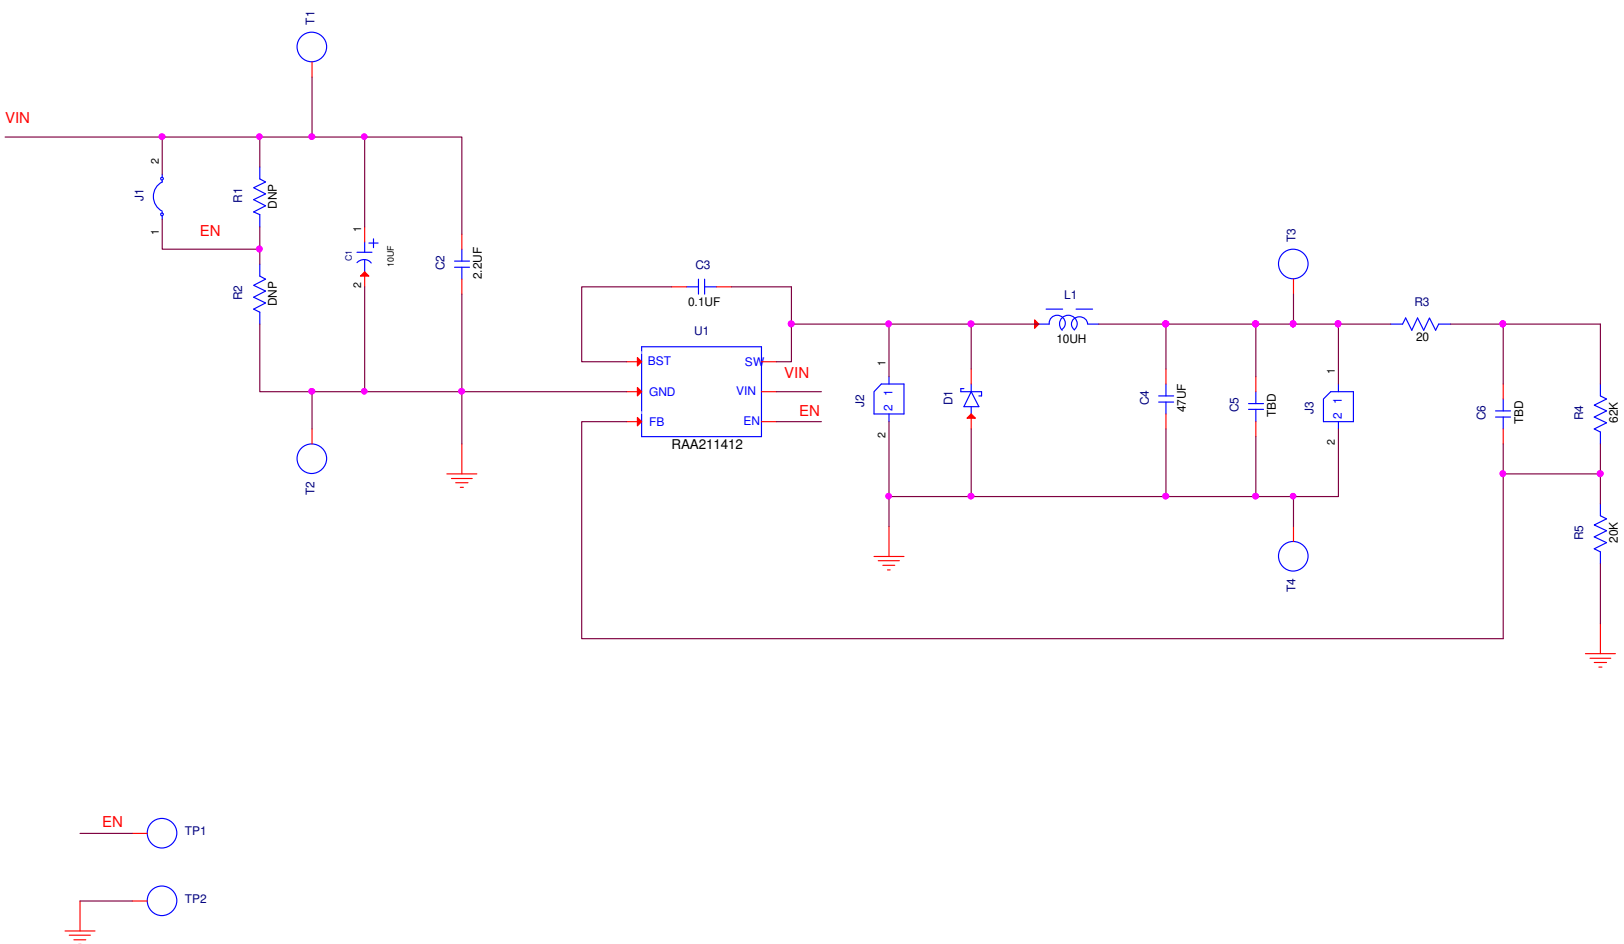 T1
VIN
2
J1
1
EN
R1
DNP
R2
DNP
1
C1
10UF
2
C2
2.2UF
T2
C3
0.1UF
U1
BST
SW
GND
VIN
FB
EN
RAA211412
VIN
EN
1
J2
1
2
2
D1
L1
10UH
C4
47UF
C5
TBD
T3
1
J3
1
2
2
T4
R3
20
C6
TBD
R4
62K
R5
20K
EN
TP1
TP2